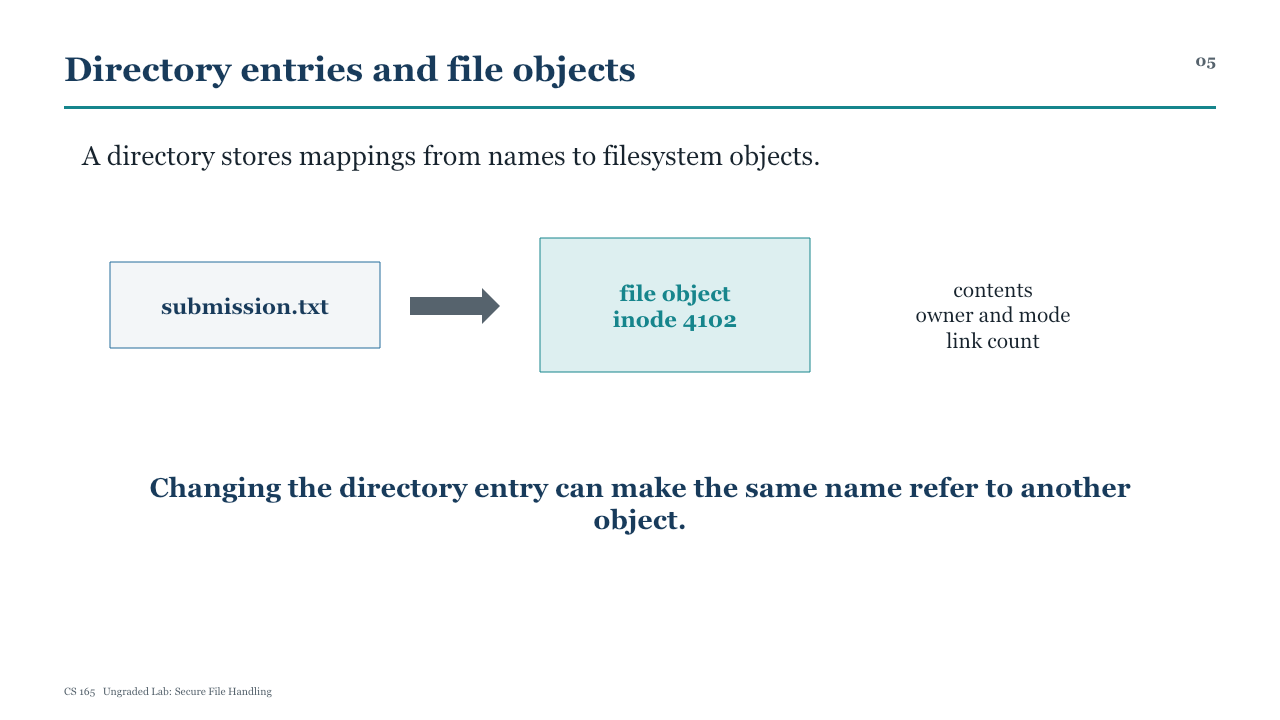 Directory entries and file objects
05
A directory stores mappings from names to filesystem objects.
submission.txt
file object
inode 4102
contents
owner and mode
link count
Changing the directory entry can make the same name refer to another
object.
CS 165 Ungraded Lab: Secure File Handling